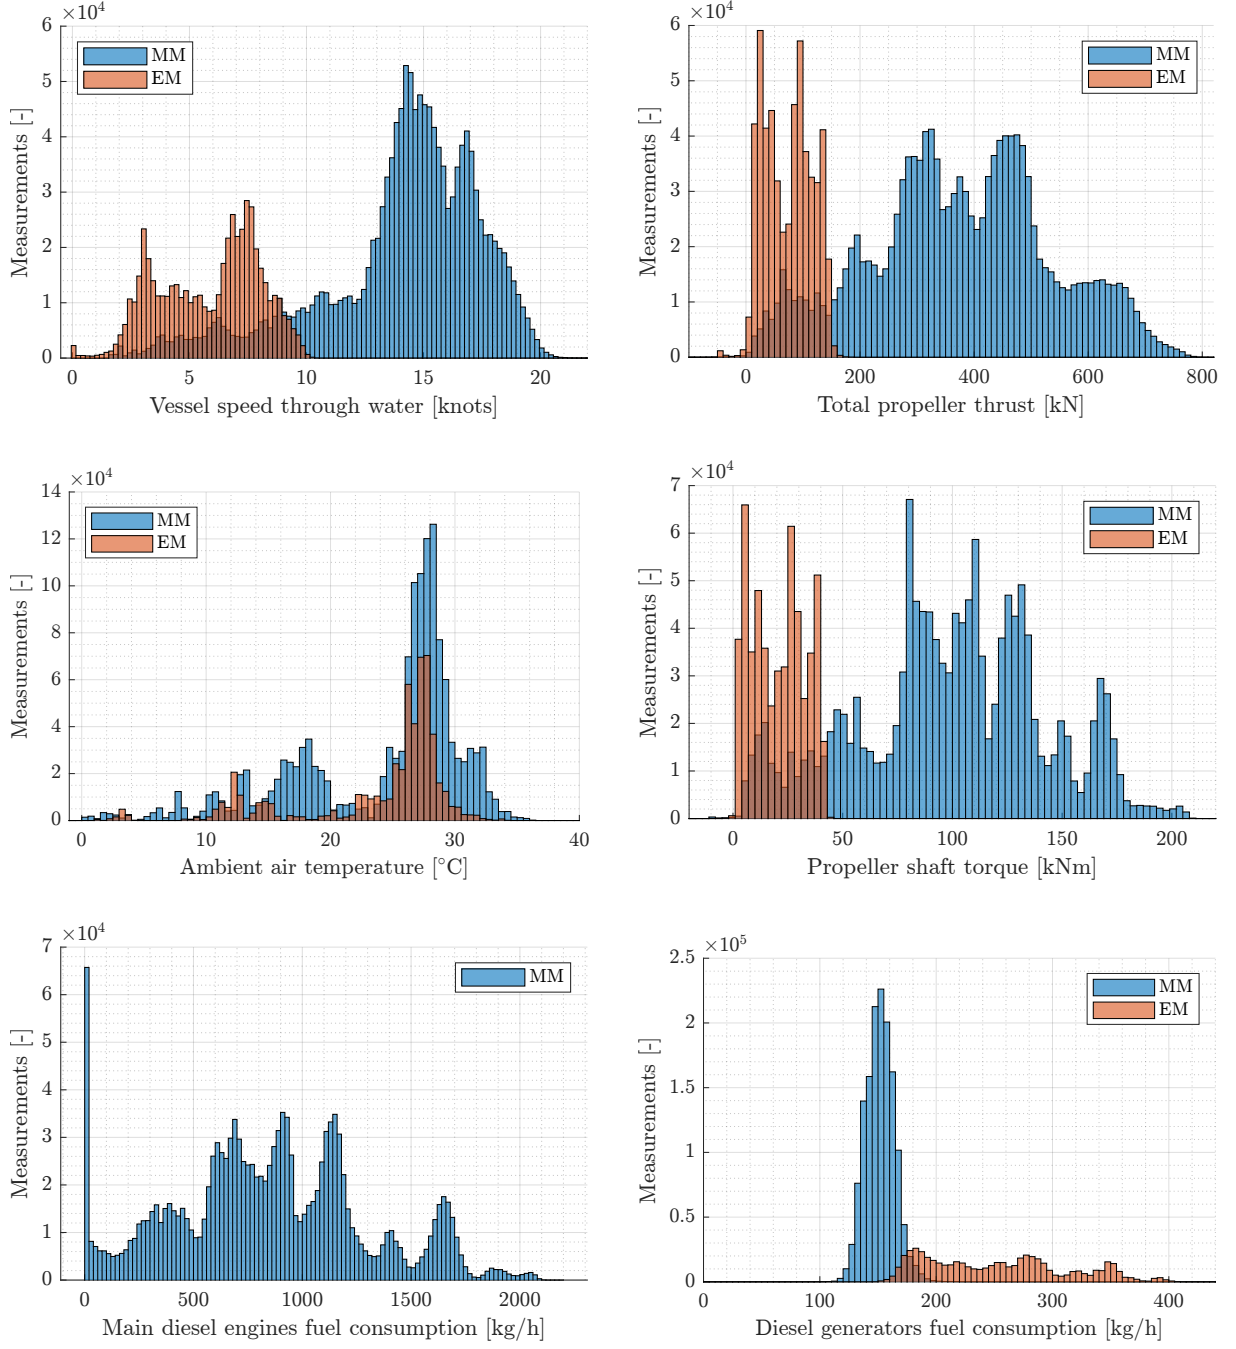 ×10⁴
6
5
4
3
2
1
0
Measurements [-]
MM
EM
0 5 10 15 20
Vessel speed through water [knots]
×10⁴
6
5
4
3
2
1
0
Measurements [-]
MM
EM
0 200 400 600 800
Total propeller thrust [kN]
×10⁴
14
12
10
8
6
4
2
0
Measurements [-]
MM
EM
0 10 20 30 40
Ambient air temperature [°C]
×10⁴
7
6
5
4
3
2
1
0
Measurements [-]
MM
EM
0 50 100 150 200
Propeller shaft torque [kNm]
×10⁴
7
6
5
4
3
2
1
0
Measurements [-]
MM
0 500 1000 1500 2000
Main diesel engines fuel consumption [kg/h]
×10⁵
2.5
2
1.5
1
0.5
0
Measurements [-]
MM
EM
0 100 200 300 400
Diesel generators fuel consumption [kg/h]